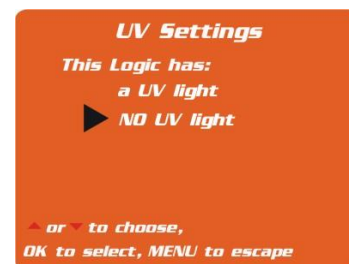 UV Settings
This Logic has:
a UV light
NO UV light
▲ or ▼ to choose,
OK to select, MENU to escape